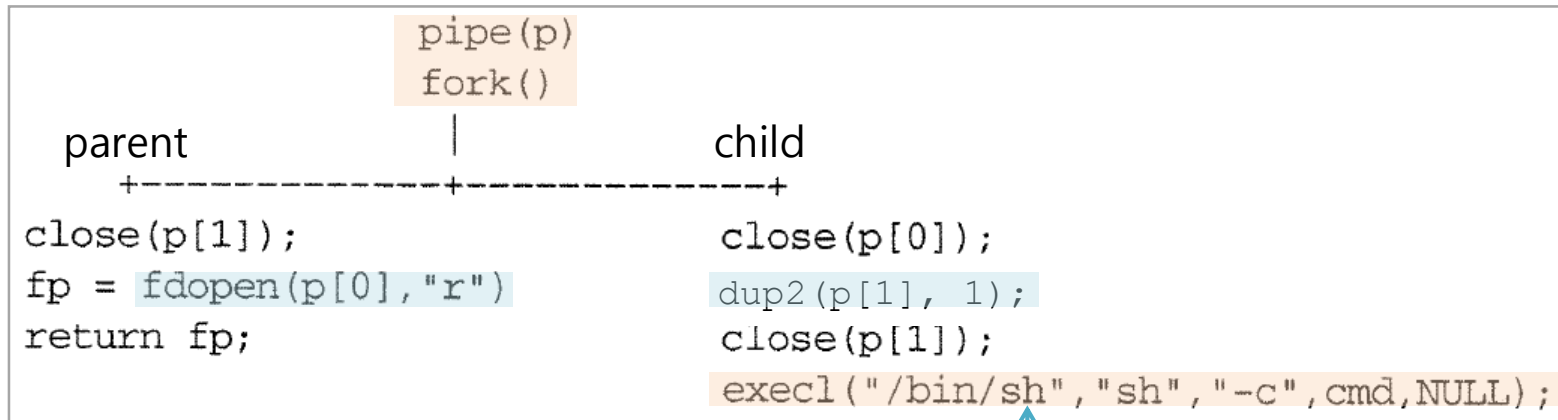 pipe(p)
fork()
|
parent child
+--------------+--------------+
close(p[1]);
fp = fdopen(p[0],"r")
return fp;
close(p[0]);
dup2(p[1], 1);
close(p[1]);
execl("/bin/sh","sh","-c",cmd,NULL);